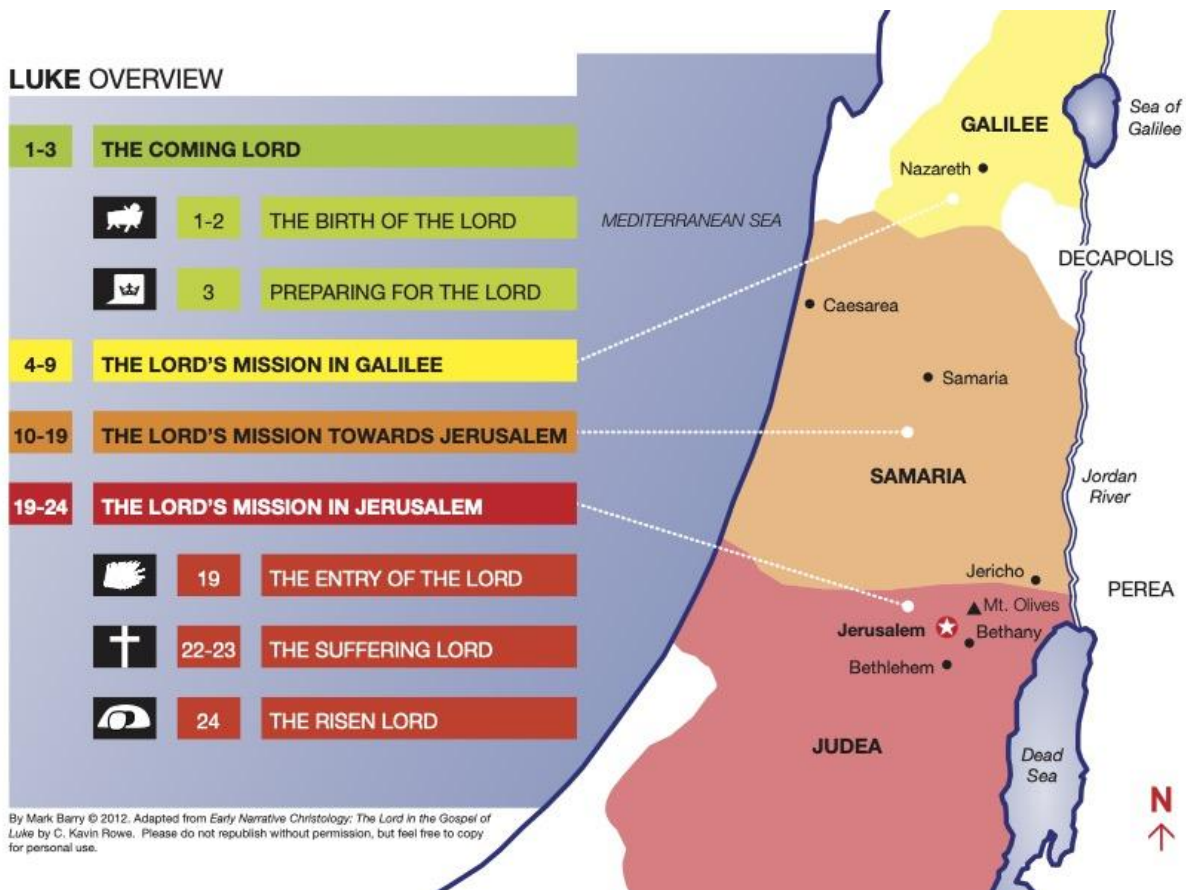 LUKE OVERVIEW
1-3 THE COMING LORD
1-2 THE BIRTH OF THE LORD
3 PREPARING FOR THE LORD
4-9 THE LORD'S MISSION IN GALILEE
10-19 THE LORD'S MISSION TOWARDS JERUSALEM
19-24 THE LORD'S MISSION IN JERUSALEM
19 THE ENTRY OF THE LORD
22-23 THE SUFFERING LORD
24 THE RISEN LORD
By Mark Barry © 2012. Adapted from Early Narrative Christology: The Lord in the Gospel of
Luke by C. Kavin Rowe. Please do not republish without permission, but feel free to copy
for personal use.
MEDITERRANEAN SEA
GALILEE
Sea of
Galilee
Nazareth
DECAPOLIS
Caesarea
Samaria
SAMARIA
Jordan
River
Jericho
PEREA
Mt. Olives
Jerusalem
Bethany
Bethlehem
JUDEA
Dead
Sea
N